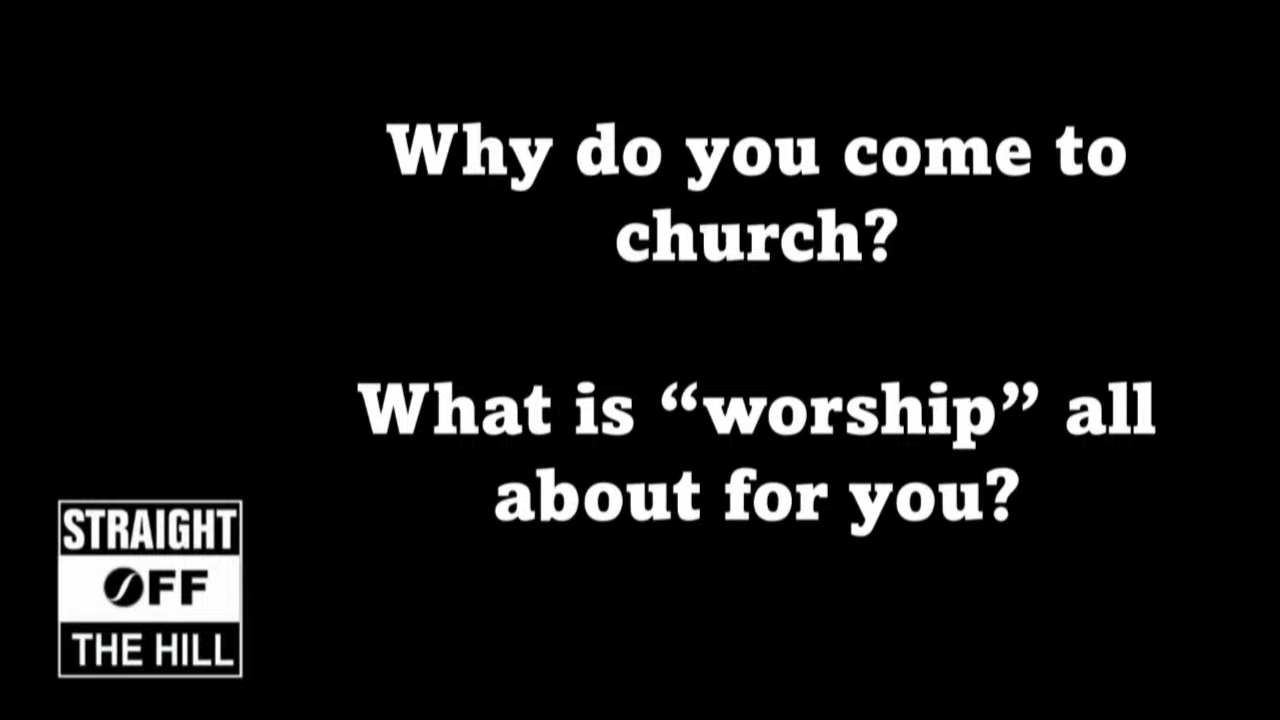 Why do you come to
church?
What is “worship” all
about for you?
STRAIGHT
OFF
THE HILL